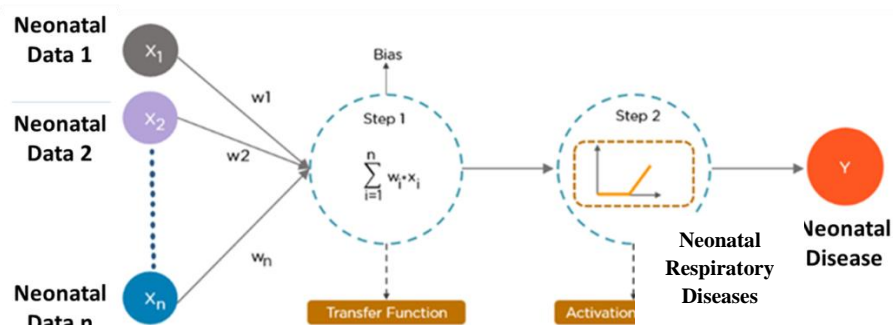 Neonatal
Data 1
X1
Neonatal
Data 2
X2
Neonatal
Data n
Xn
w1
w2
wn
Bias
Step 1
n
∑ wi*xi
i=1
Transfer Function
Step 2
Activation
Neonatal
Respiratory
Diseases
Y
Neonatal
Disease